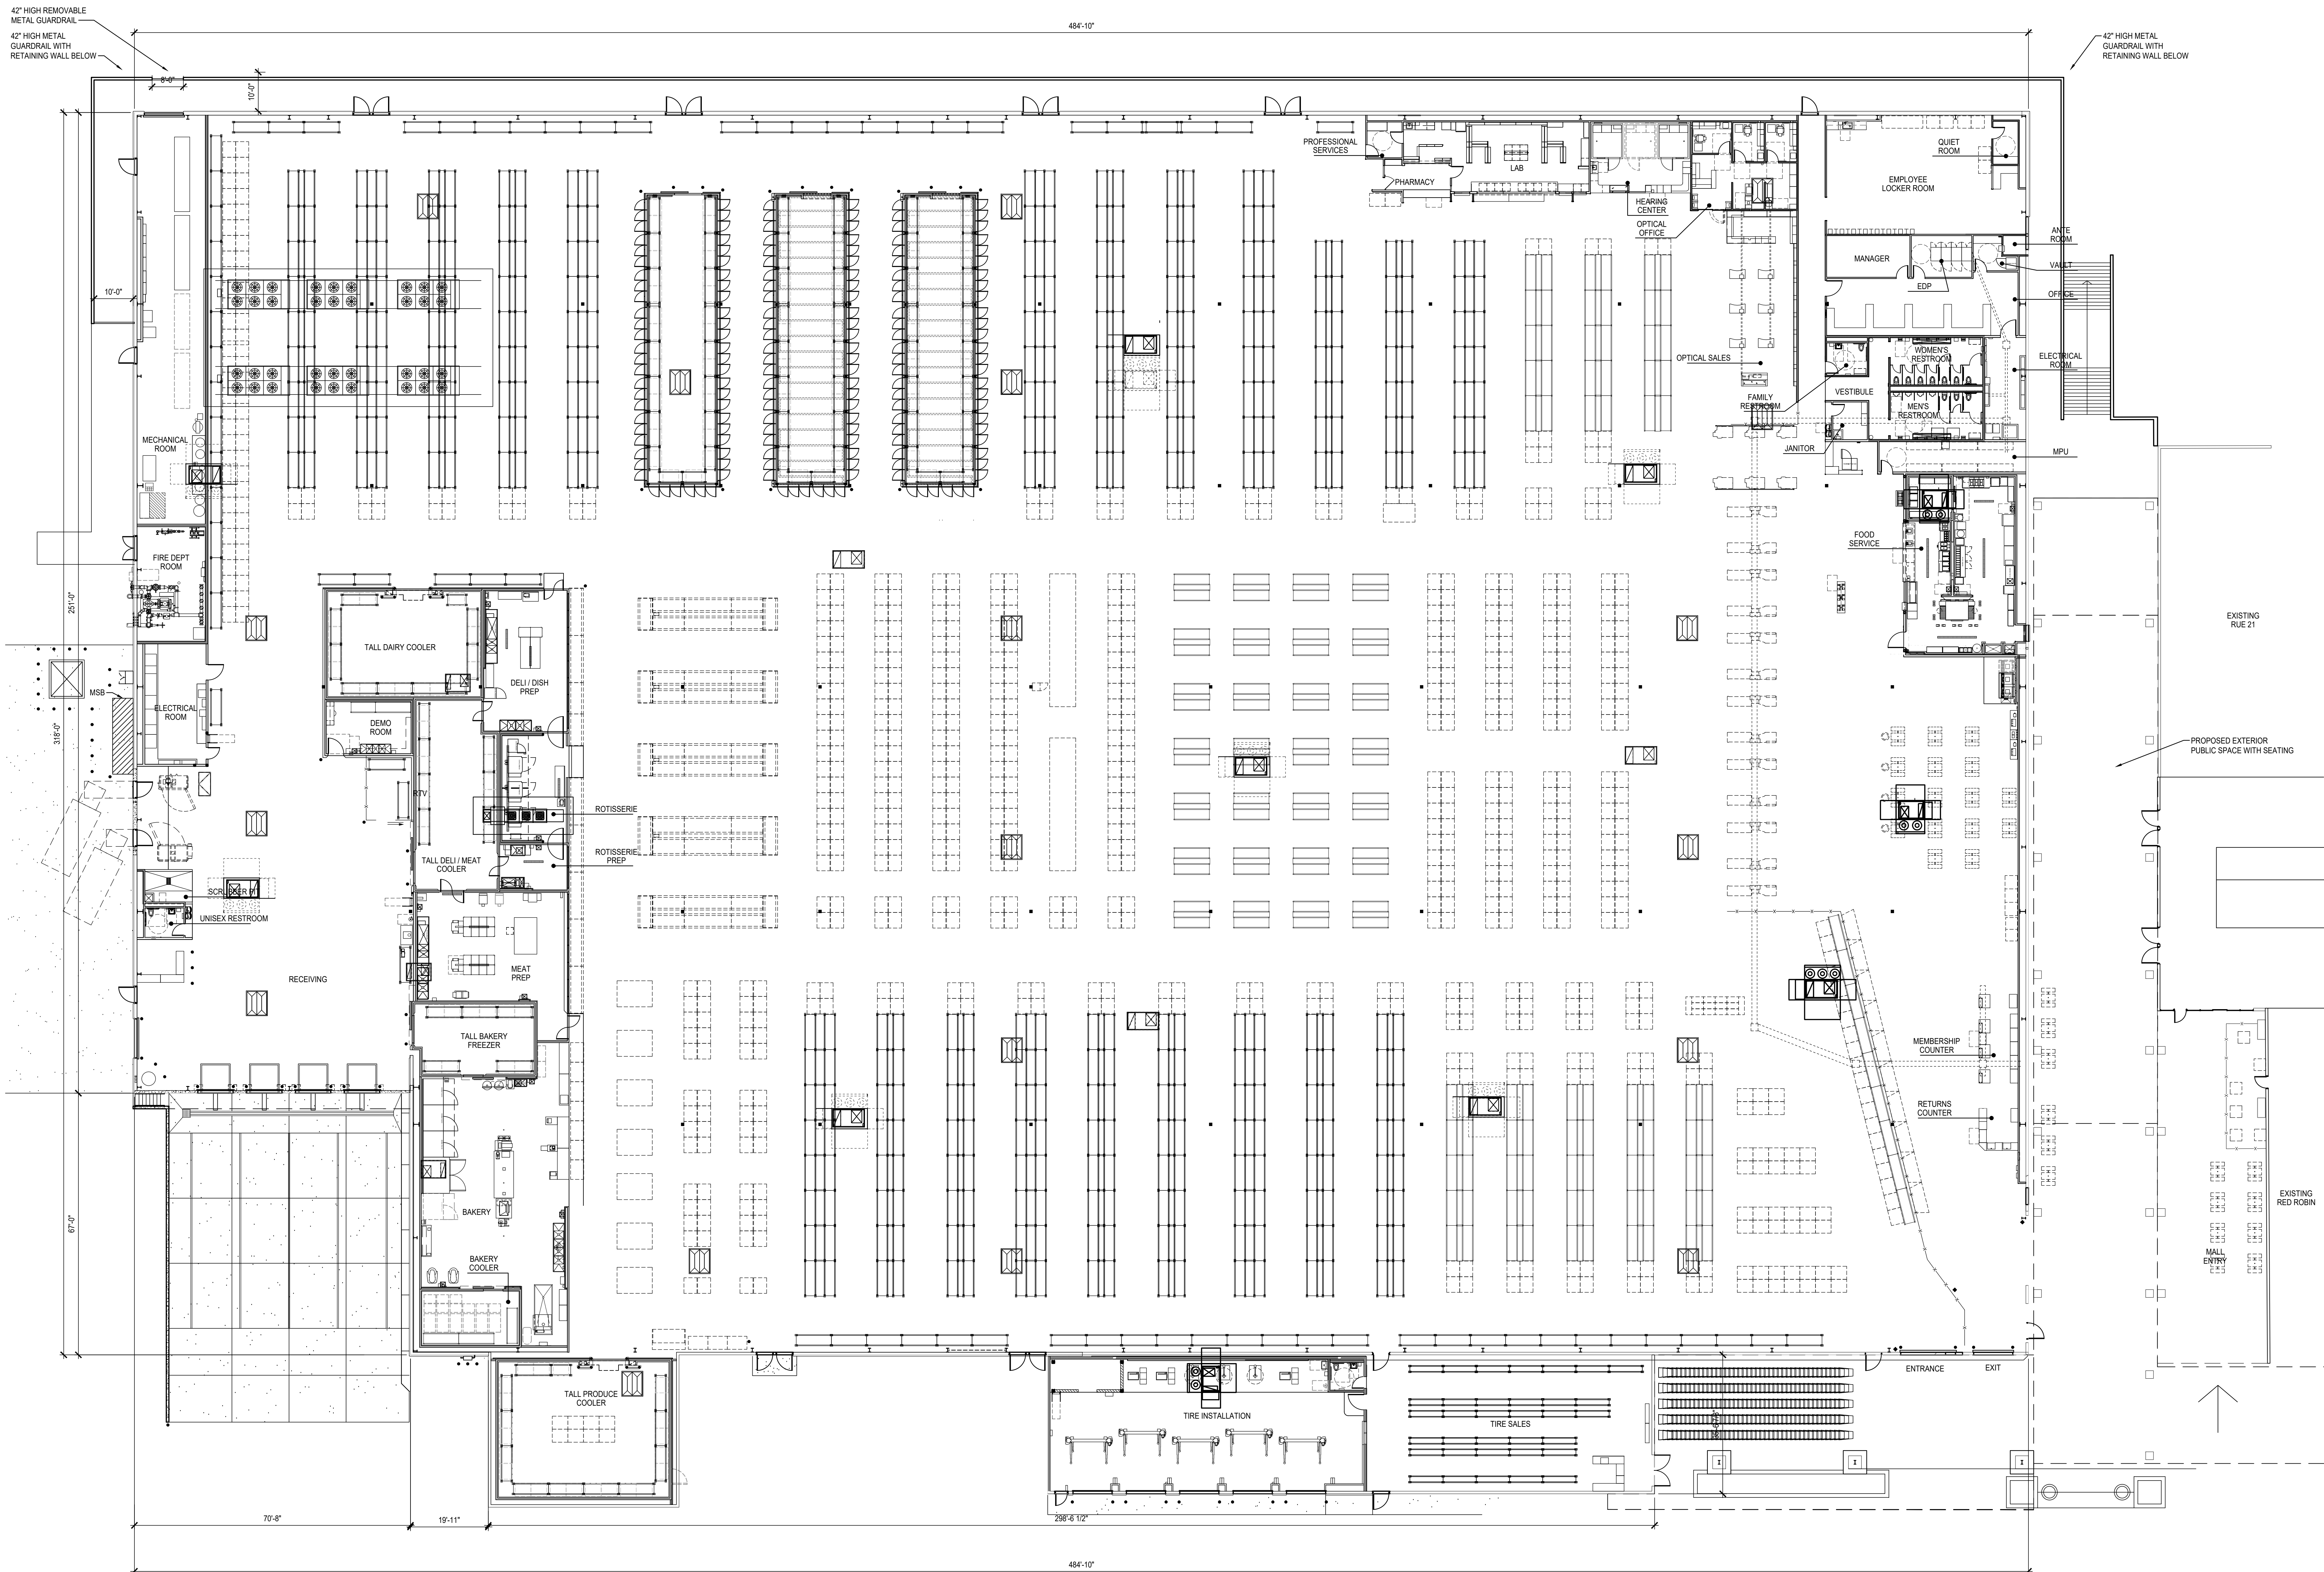 42" HIGH REMOVABLE
METAL GUARDRAIL
42" HIGH METAL
GUARDRAIL WITH
RETAINING WALL BELOW
484'-10"
42" HIGH METAL
GUARDRAIL WITH
RETAINING WALL BELOW
8'-0"
10'-0"
PROFESSIONAL
SERVICES
PHARMACY
LAB
HEARING
CENTER
OPTICAL
OFFICE
QUIET
ROOM
EMPLOYEE
LOCKER ROOM
ANTE
ROOM
MANAGER
VAULT
EDP
OFFICE
10'-0"
OPTICAL SALES
WOMEN'S
RESTROOM
ELECTRICAL
ROOM
VESTIBULE
FAMILY
RESTROOM
MEN'S
RESTROOM
MECHANICAL
ROOM
JANITOR
MPU
FOOD
SERVICE
FIRE DEPT
ROOM
251'-0"
318'-0"
EXISTING
RUE 21
TALL DAIRY COOLER
DELI / DISH
PREP
MSB
ELECTRICAL
ROOM
DEMO
ROOM
PROPOSED EXTERIOR
PUBLIC SPACE WITH SEATING
RTV
ROTISSERIE
ROTISSERIE
PREP
TALL DELI / MEAT
COOLER
SCRUBBER PIT
UNISEX RESTROOM
MEAT
PREP
RECEIVING
TALL BAKERY
FREEZER
MEMBERSHIP
COUNTER
RETURNS
COUNTER
67'-0"
BAKERY
EXISTING
RED ROBIN
BAKERY
COOLER
MALL
ENTRY
ENTRANCE
EXIT
TALL PRODUCE
COOLER
TIRE INSTALLATION
TIRE SALES
70'-8"
19'-11"
298'-6 1/2"
484'-10"